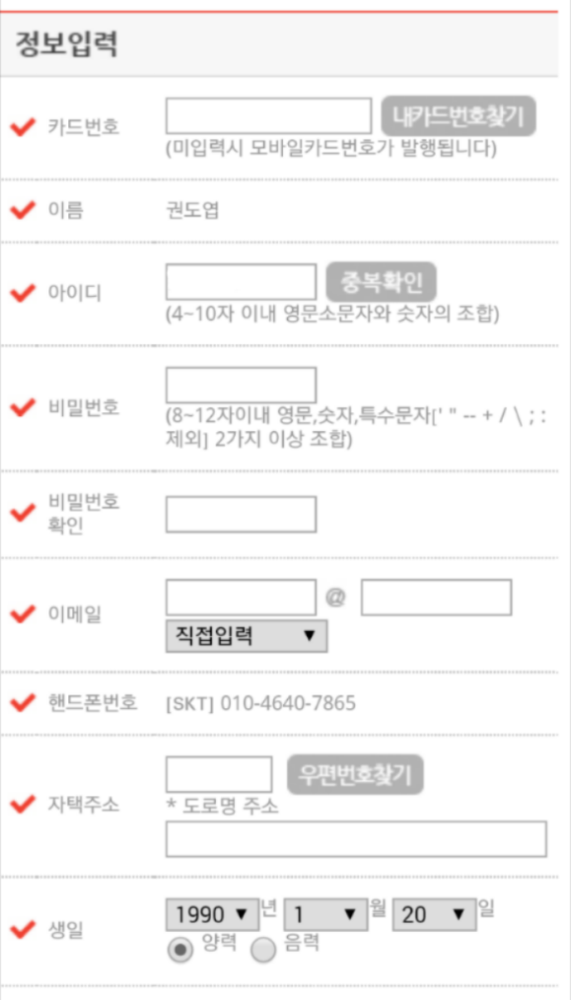 정보입력
카드번호 내카드번호찾기
(미입력시 모바일카드번호가 발행됩니다)
이름 권도엽
아이디 중복확인
(4~10자 이내 영문소문자와 숫자의 조합)
비밀번호
(8~12자이내 영문,숫자,특수문자[' " -- + / \ ; :
제외] 2가지 이상 조합)
비밀번호
확인
이메일 @
직접입력 ▼
핸드폰번호 [SKT] 010-4640-7865
자택주소 우편번호찾기
* 도로명 주소
생일 1990 ▼ 년 1 ▼ 월 20 ▼ 일
양력 음력